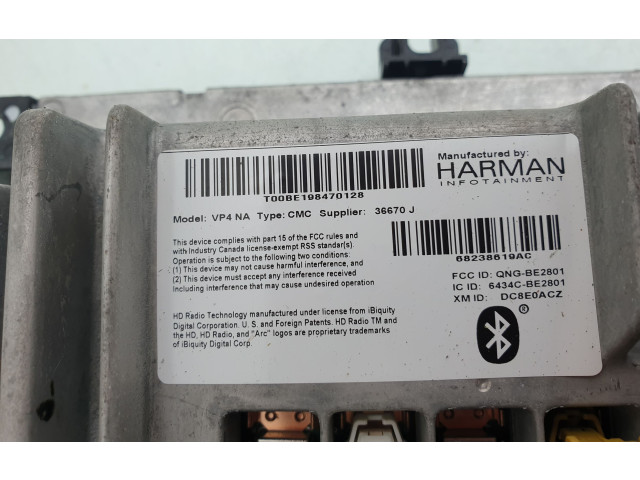 Manufactured by:
HARMAN
INFOTAINMENT
T00BE198470128
Model: VP4 NA Type: CMC Supplier: 36670 J
68238619AC
This device complies with part 15 of the FCC rules and
with Industry Canada license-exempt RSS standar(s).
Operation is subject to the following two conditions:
(1) This device may not cause harmful interference, and
(2) This device must accept any interference received
Including interference that may cause undesired operation
FCC ID: QNG-BE2801
IC ID: 6434C-BE2801
XM ID: DC8E0ACZ
HD Radio Technology manufactured under license from iBiquity
Digital Corporation. U. S. and Foreign Patents. HD Radio TM and
the HD, HD Radio, and "Arc" logos are proprietary trademarks
of iBiquity Digital Corp.
®